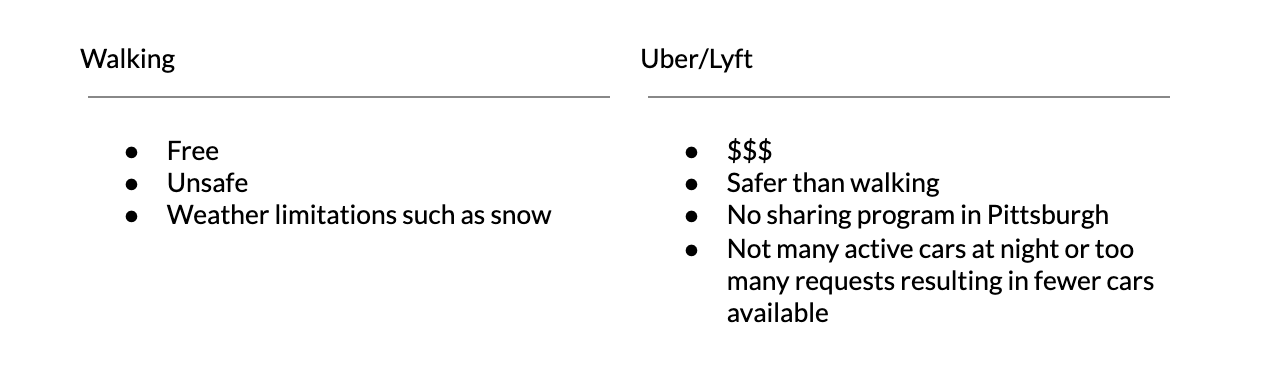 Walking
● Free
● Unsafe
● Weather limitations such as snow
Uber/Lyft
● $$$
● Safer than walking
● No sharing program in Pittsburgh
● Not many active cars at night or too
many requests resulting in fewer cars
available